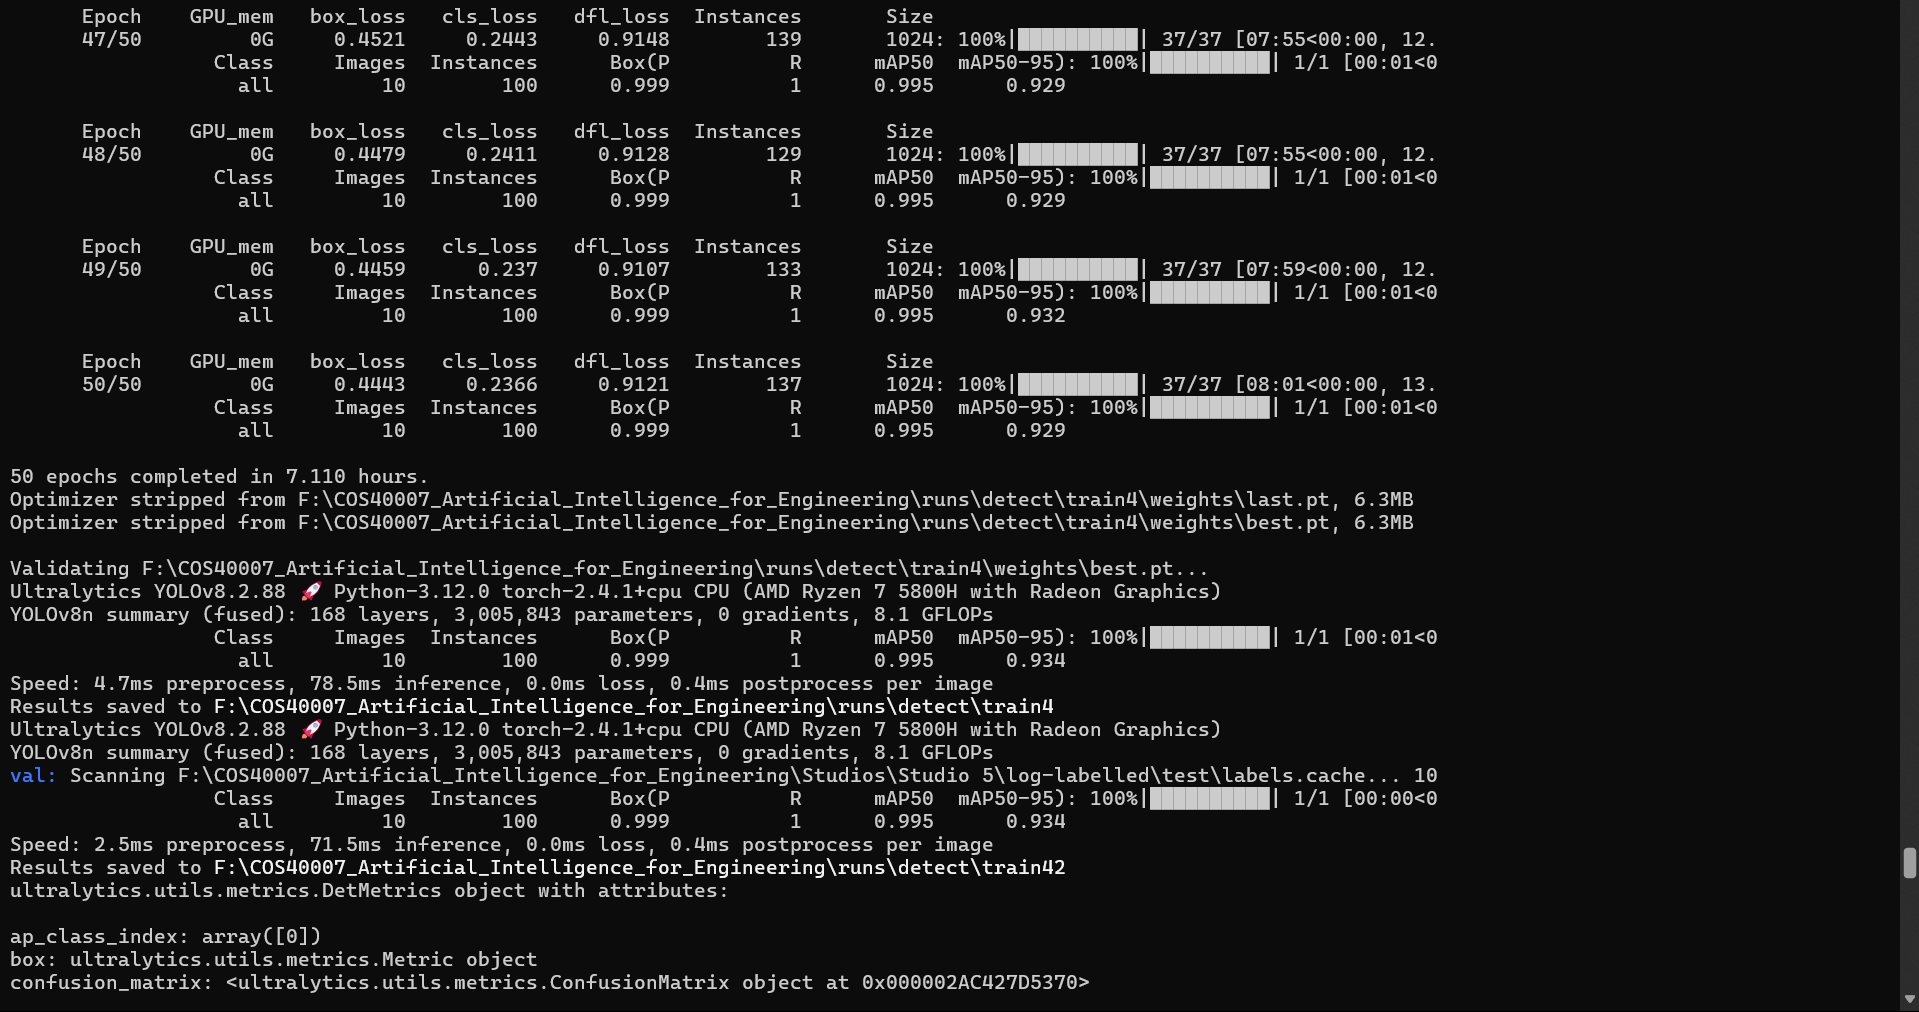 Epoch GPU_mem box_loss cls_loss dfl_loss Instances Size
47/50 0G 0.4521 0.2443 0.9148 139 1024: 100%|██████████| 37/37 [07:55<00:00, 12.
Class Images Instances Box(P R mAP50 mAP50-95): 100%|██████████| 1/1 [00:01<0
all 10 100 0.999 1 0.995 0.929
Epoch GPU_mem box_loss cls_loss dfl_loss Instances Size
48/50 0G 0.4479 0.2411 0.9128 129 1024: 100%|██████████| 37/37 [07:55<00:00, 12.
Class Images Instances Box(P R mAP50 mAP50-95): 100%|██████████| 1/1 [00:01<0
all 10 100 0.999 1 0.995 0.929
Epoch GPU_mem box_loss cls_loss dfl_loss Instances Size
49/50 0G 0.4459 0.237 0.9107 133 1024: 100%|██████████| 37/37 [07:59<00:00, 12.
Class Images Instances Box(P R mAP50 mAP50-95): 100%|██████████| 1/1 [00:01<0
all 10 100 0.999 1 0.995 0.932
Epoch GPU_mem box_loss cls_loss dfl_loss Instances Size
50/50 0G 0.4443 0.2366 0.9121 137 1024: 100%|██████████| 37/37 [08:01<00:00, 13.
Class Images Instances Box(P R mAP50 mAP50-95): 100%|██████████| 1/1 [00:01<0
all 10 100 0.999 1 0.995 0.929
50 epochs completed in 7.110 hours.
Optimizer stripped from F:\COS40007_Artificial_Intelligence_for_Engineering\runs\detect\train4\weights\last.pt, 6.3MB
Optimizer stripped from F:\COS40007_Artificial_Intelligence_for_Engineering\runs\detect\train4\weights\best.pt, 6.3MB
Validating F:\COS40007_Artificial_Intelligence_for_Engineering\runs\detect\train4\weights\best.pt...
Ultralytics YOLOv8.2.88 🚀 Python-3.12.0 torch-2.4.1+cpu CPU (AMD Ryzen 7 5800H with Radeon Graphics)
YOLOv8n summary (fused): 168 layers, 3,005,843 parameters, 0 gradients, 8.1 GFLOPs
Class Images Instances Box(P R mAP50 mAP50-95): 100%|██████████| 1/1 [00:01<0
all 10 100 0.999 1 0.995 0.934
Speed: 4.7ms preprocess, 78.5ms inference, 0.0ms loss, 0.4ms postprocess per image
Results saved to F:\COS40007_Artificial_Intelligence_for_Engineering\runs\detect\train4
Ultralytics YOLOv8.2.88 🚀 Python-3.12.0 torch-2.4.1+cpu CPU (AMD Ryzen 7 5800H with Radeon Graphics)
YOLOv8n summary (fused): 168 layers, 3,005,843 parameters, 0 gradients, 8.1 GFLOPs
val: Scanning F:\COS40007_Artificial_Intelligence_for_Engineering\Studios\Studio 5\log-labelled\test\labels.cache... 10
Class Images Instances Box(P R mAP50 mAP50-95): 100%|██████████| 1/1 [00:00<0
all 10 100 0.999 1 0.995 0.934
Speed: 2.5ms preprocess, 71.5ms inference, 0.0ms loss, 0.4ms postprocess per image
Results saved to F:\COS40007_Artificial_Intelligence_for_Engineering\runs\detect\train42
ultralytics.utils.metrics.DetMetrics object with attributes:
ap_class_index: array([0])
box: ultralytics.utils.metrics.Metric object
confusion_matrix: <ultralytics.utils.metrics.ConfusionMatrix object at 0x000002AC427D5370>